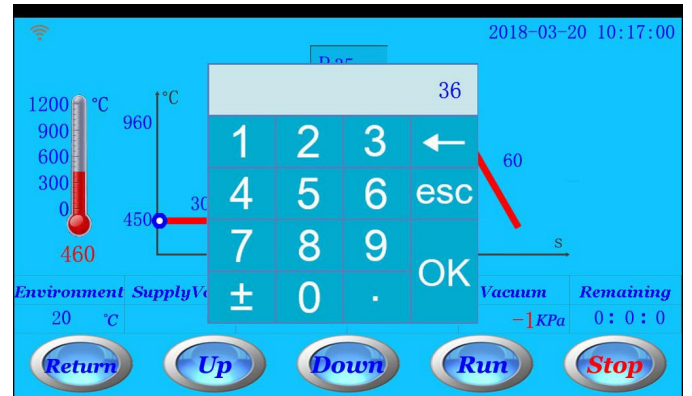 2018-03-20 10:17:00
36
1200 °C
900
600
300
0
460
°C
960
450
30
60
s
1 2 3 ←
4 5 6 esc
7 8 9
± 0 . OK
Environment
Vacuum Remaining
20 °C
-1KPa 0:0:0
Return Up Down Run Stop